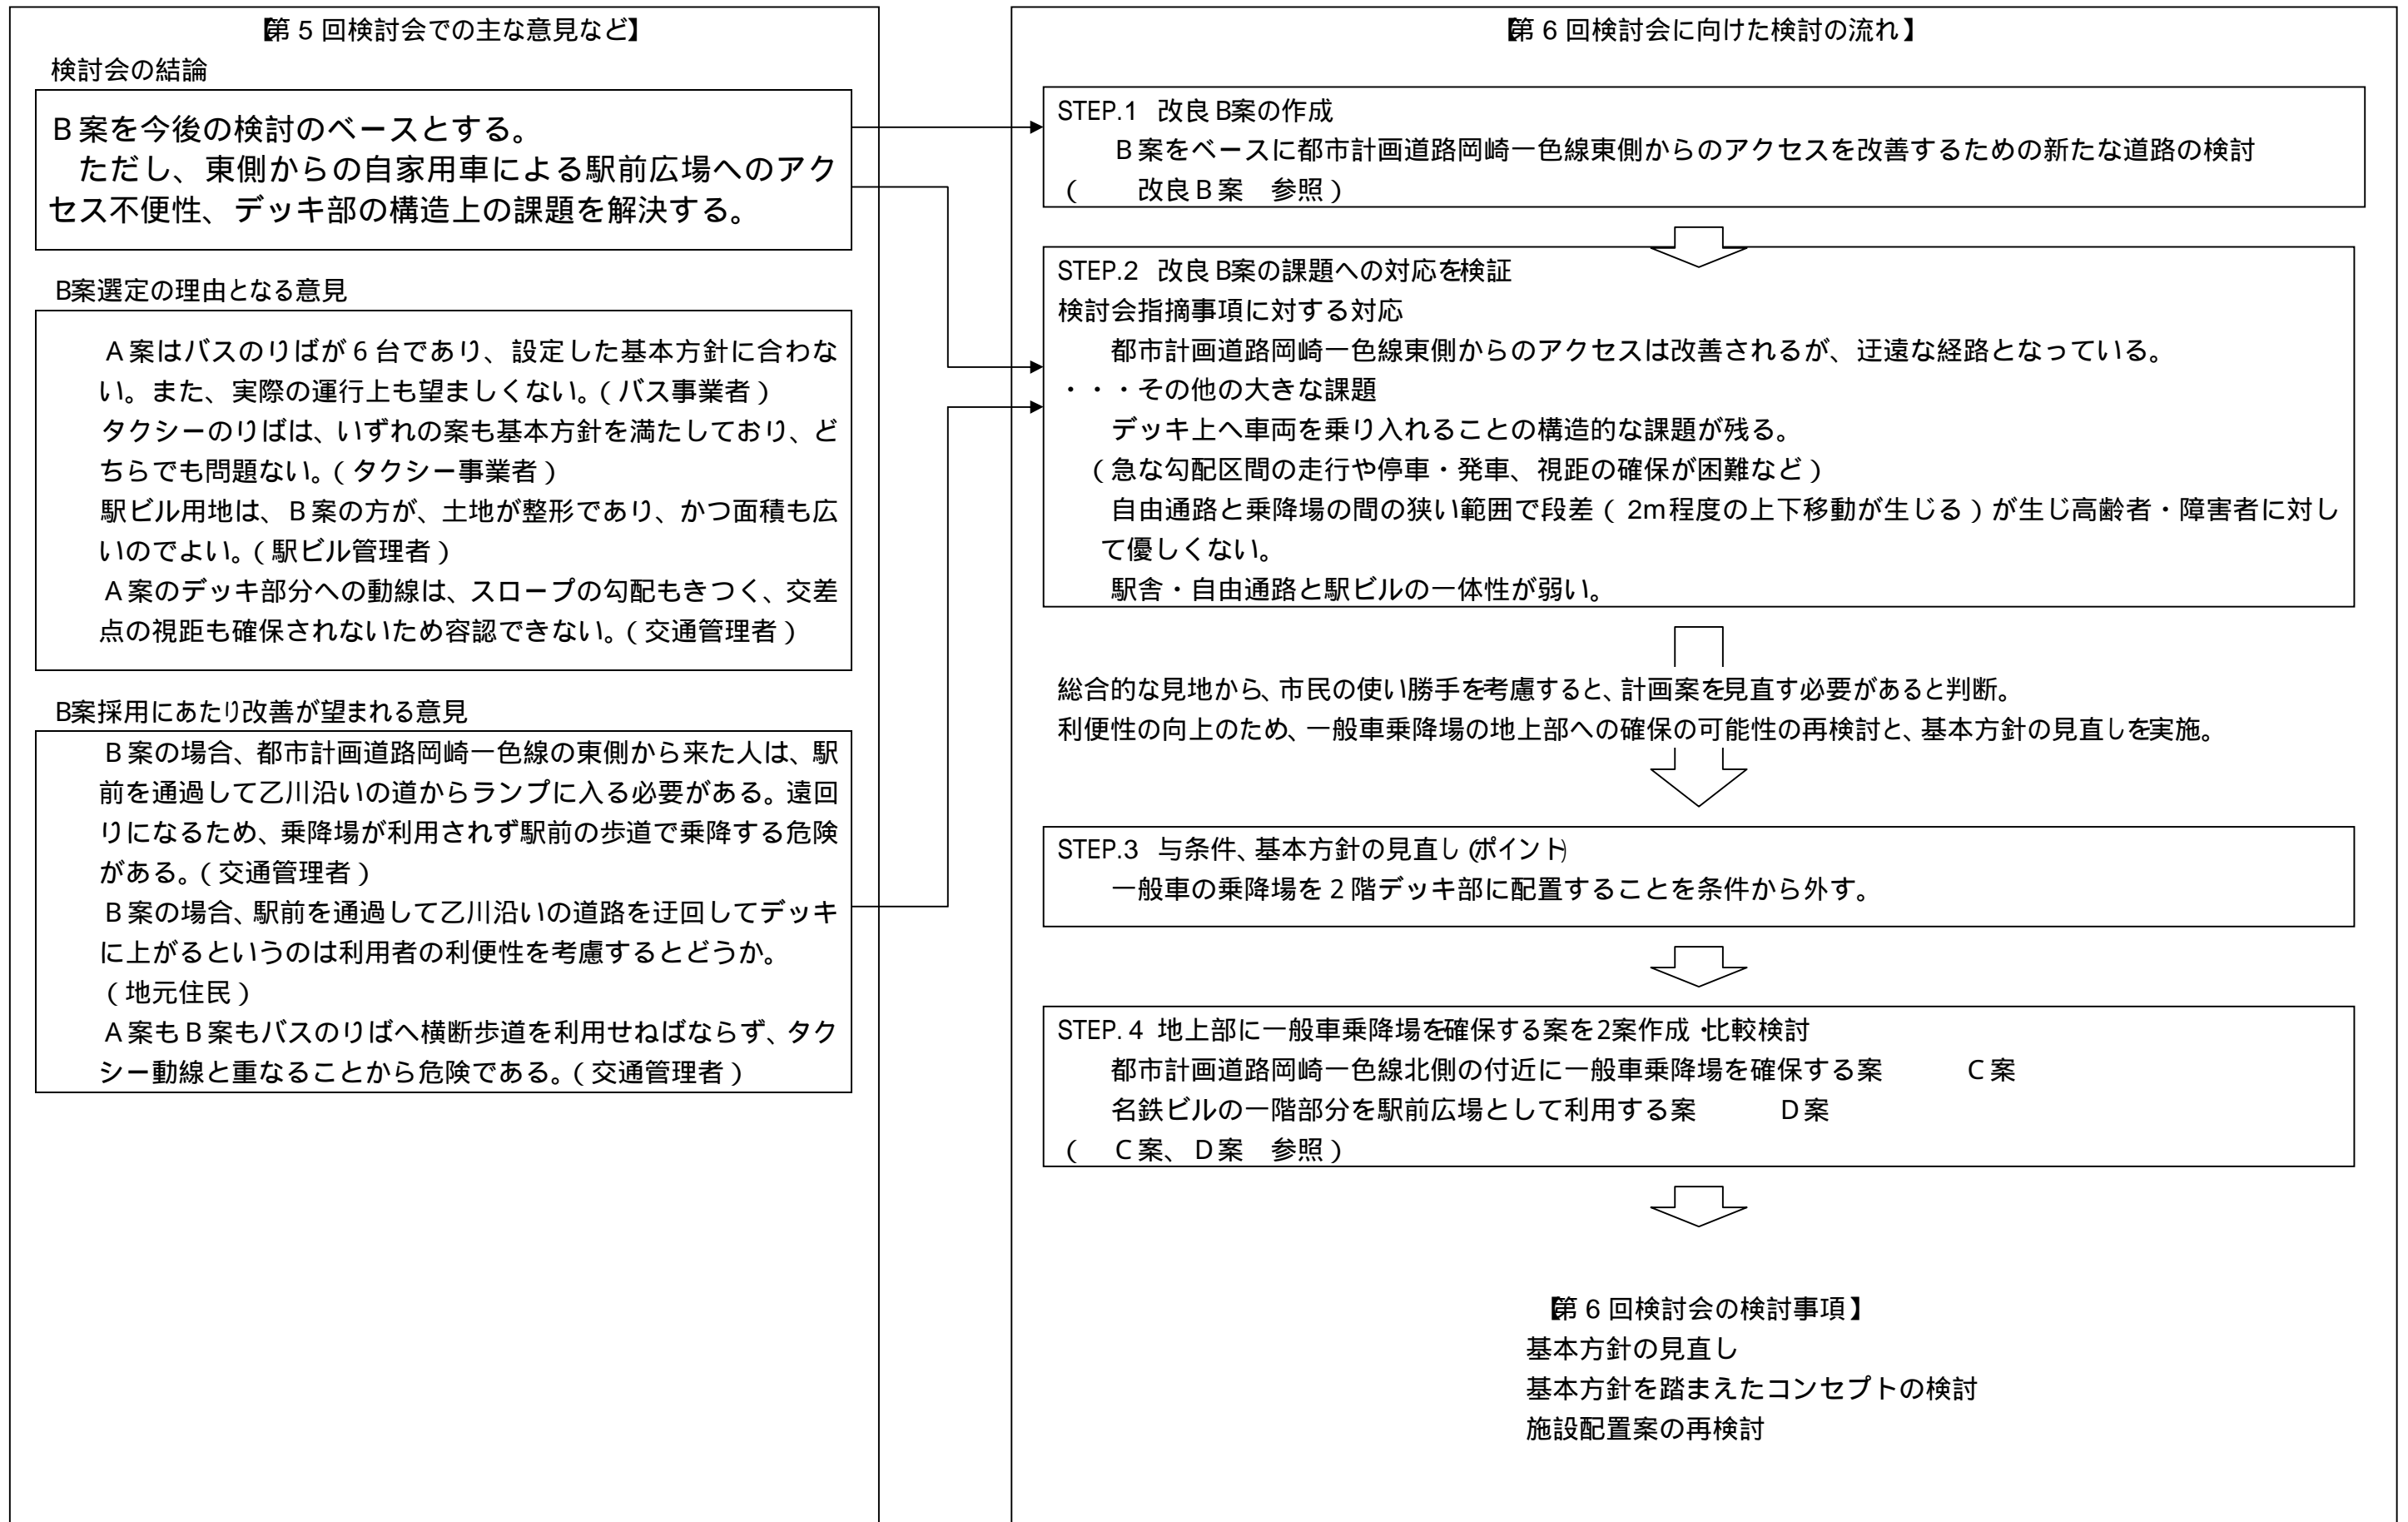 【第5回検討会での主な意見など】
検討会の結論
B案を今後の検討のベースとする。
ただし、東側からの自家用車による駅前広場へのアク
セス不便性、デッキ部の構造上の課題を解決する。
B案選定の理由となる意見
A案はバスのりばが6台であり、設定した基本方針に合わな
い。また、実際の運行上も望ましくない。(バス事業者)
タクシーのりばは、いずれの案も基本方針を満たしており、ど
ちらでも問題ない。(タクシー事業者)
駅ビル用地は、B案の方が、土地が整形であり、かつ面積も広
いのでよい。(駅ビル管理者)
A案のデッキ部分への動線は、スロープの勾配もきつく、交差
点の視距も確保されないため容認できない。(交通管理者)
B案採用にあたり改善が望まれる意見
B案の場合、都市計画道路岡崎一色線の東側から来た人は、駅
前を通過して乙川沿いの道からランプに入る必要がある。遠回
りになるため、乗降場が利用されず駅前の歩道で乗降する危険
がある。(交通管理者)
B案の場合、駅前を通過して乙川沿いの道路を迂回してデッキ
に上がるというのは利用者の利便性を考慮するとどうか。
(地元住民)
A案もB案もバスのりばへ横断歩道を利用せねばならず、タク
シー動線と重なることから危険である。(交通管理者)
【第6回検討会に向けた検討の流れ】
STEP.1 改良B案の作成
B案をベースに都市計画道路岡崎一色線東側からのアクセスを改善するための新たな道路の検討
(　改良B案　参照)
STEP.2 改良B案の課題への対応を検証
検討会指摘事項に対する対応
都市計画道路岡崎一色線東側からのアクセスは改善されるが、迂遠な経路となっている。
・・・その他の大きな課題
デッキ上へ車両を乗り入れることの構造的な課題が残る。
(急な勾配区間の走行や停車・発車、視距の確保が困難など)
自由通路と乗降場の間の狭い範囲で段差(2m程度の上下移動が生じる)が生じ高齢者・障害者に対し
て優しくない。
駅舎・自由通路と駅ビルの一体性が弱い。
総合的な見地から、市民の使い勝手を考慮すると、計画案を見直す必要があると判断。
利便性の向上のため、一般車乗降場の地上部への確保の可能性の再検討と、基本方針の見直しを実施。
STEP.3 与条件、基本方針の見直し(ポイント)
一般車の乗降場を2階デッキ部に配置することを条件から外す。
STEP.4 地上部に一般車乗降場を確保する案を2案作成・比較検討
都市計画道路岡崎一色線北側の付近に一般車乗降場を確保する案　C案
名鉄ビルの一階部分を駅前広場として利用する案　D案
(　C案、D案　参照)
【第6回検討会の検討事項】
基本方針の見直し
基本方針を踏まえたコンセプトの検討
施設配置案の再検討